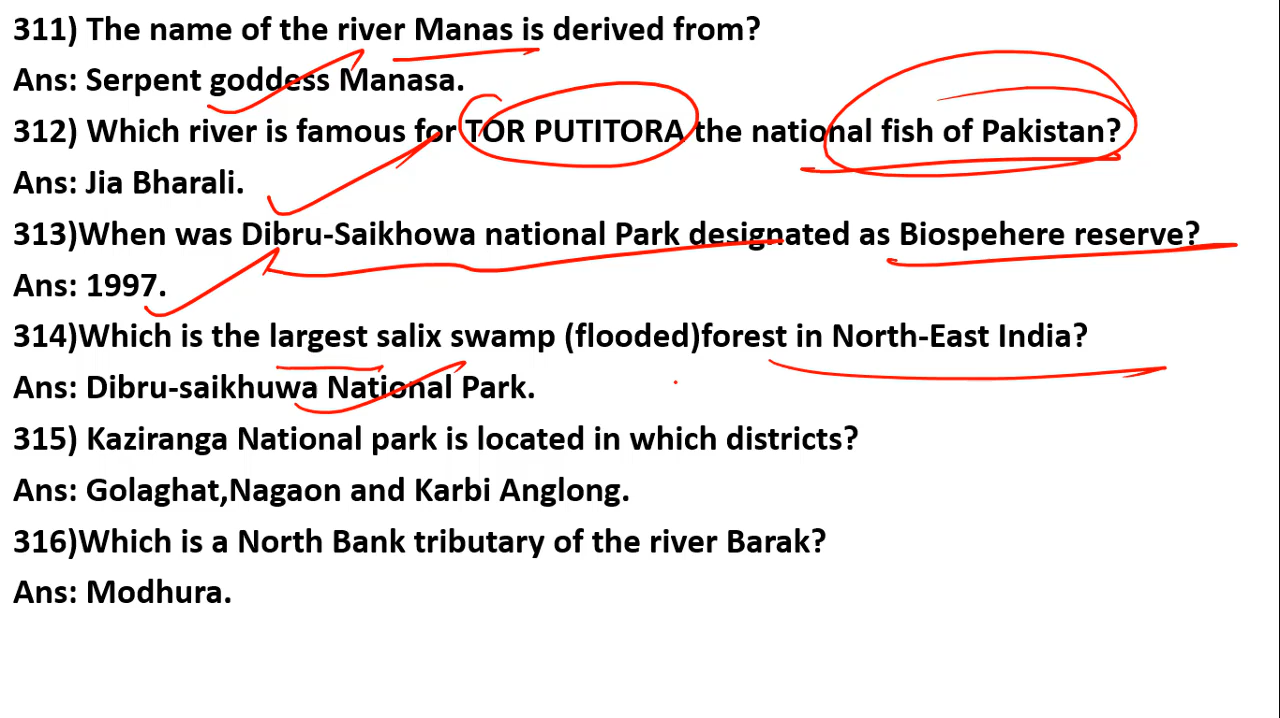 311) The name of the river Manas is derived from?
Ans: Serpent goddess Manasa.
312) Which river is famous for TOR PUTITORA the national fish of Pakistan?
Ans: Jia Bharali.
313)When was Dibru-Saikhowa national Park designated as Biospehere reserve?
Ans: 1997.
314)Which is the largest salix swamp (flooded)forest in North-East India?
Ans: Dibru-saikhuwa National Park.
315) Kaziranga National park is located in which districts?
Ans: Golaghat,Nagaon and Karbi Anglong.
316)Which is a North Bank tributary of the river Barak?
Ans: Modhura.